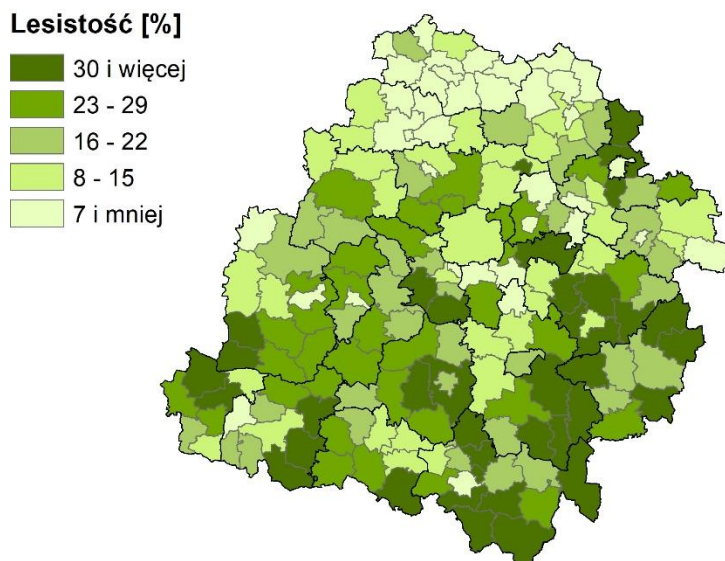 Lesistość [%]
30 i więcej
23 - 29
16 - 22
8 - 15
7 i mniej